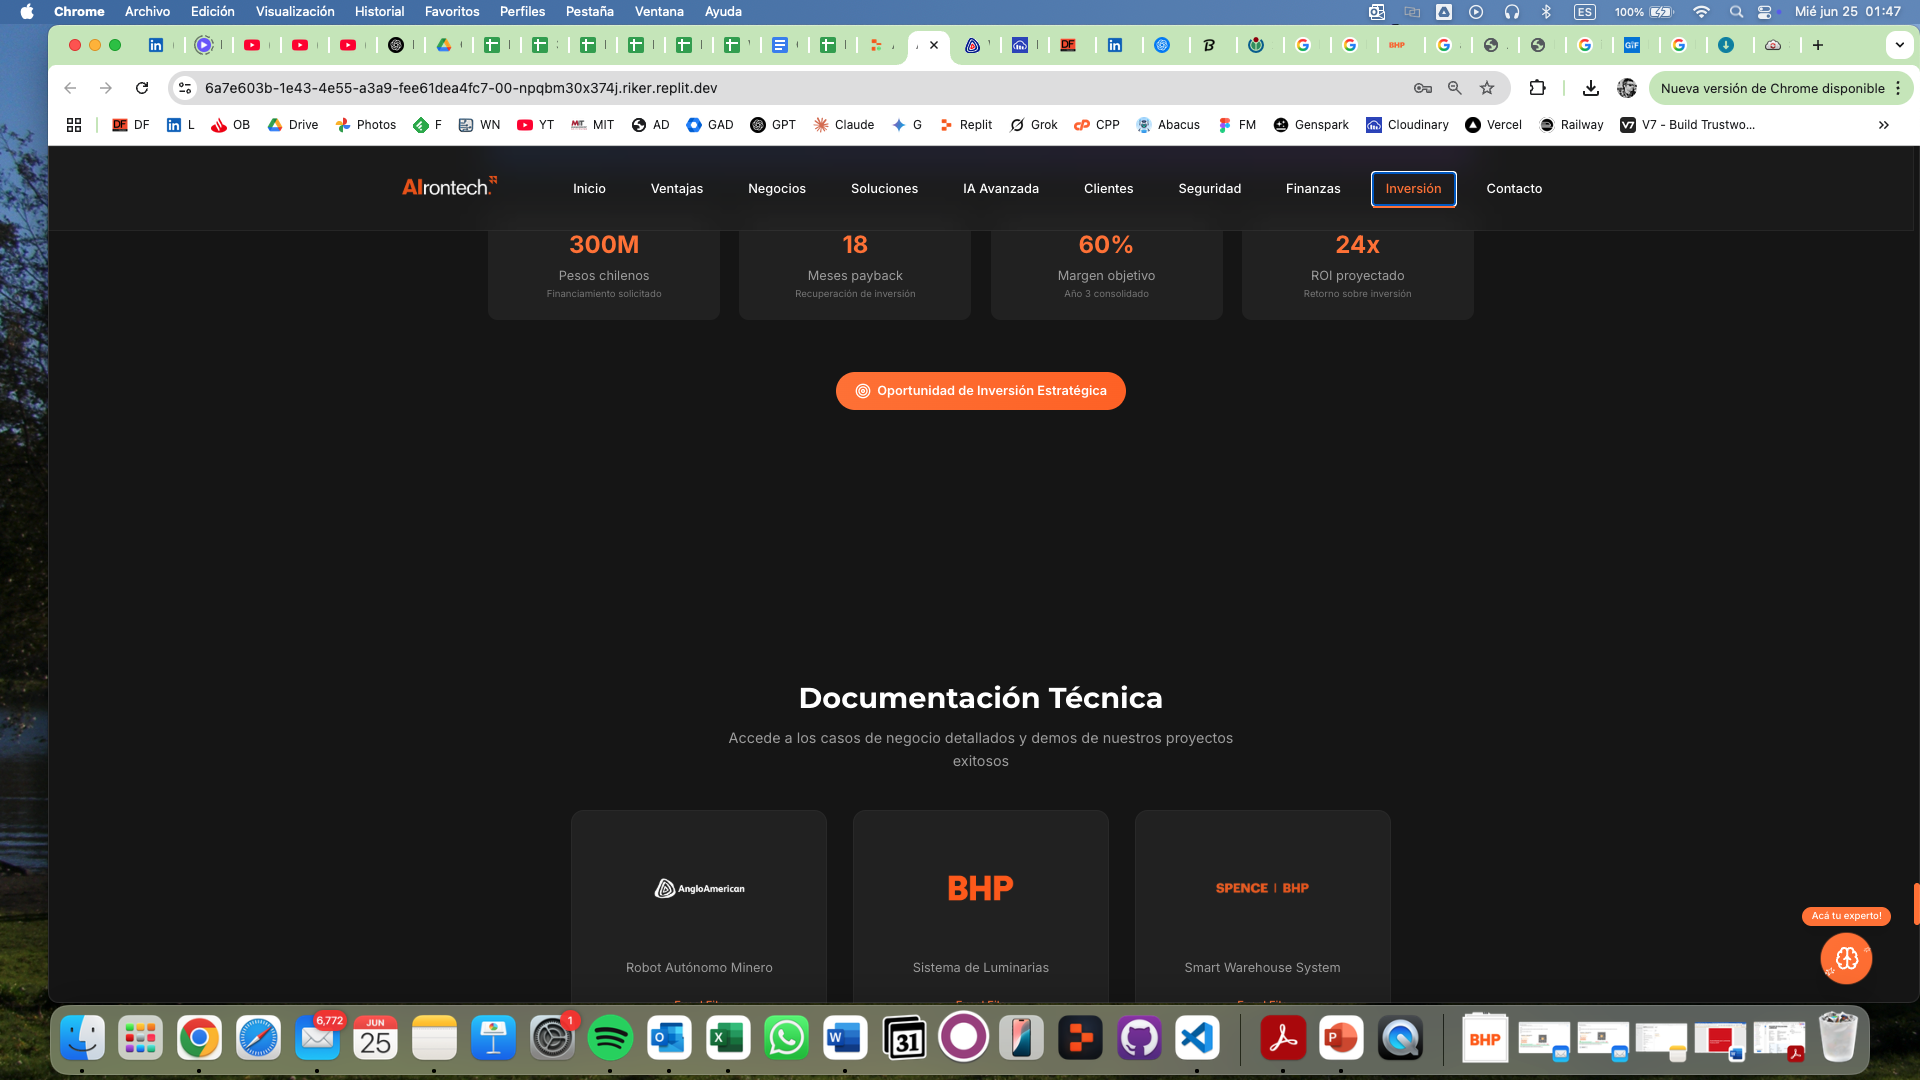 Chrome Archivo Edición Visualización Historial Favoritos Perfiles Pestaña Ventana Ayuda ES 100% Mié jun 25 01:47
6a7e603b-1e43-4e55-a3a9-fee61dea4fc7-00-npqbm30x374j.riker.replit.dev Nueva versión de Chrome disponible
DF L OB Drive Photos F WN YT MIT AD GAD GPT Claude G Replit Grok CPP Abacus FM Genspark Cloudinary Vercel Railway V7 - Build Trustwo...
AIrontech Inicio Ventajas Negocios Soluciones IA Avanzada Clientes Seguridad Finanzas Inversión Contacto
300M 18 60% 24x
Pesos chilenos Meses payback Margen objetivo ROI proyectado
Financiamiento solicitado Recuperación de inversión Año 3 consolidado Retorno sobre inversión
Oportunidad de Inversión Estratégica
Documentación Técnica
Accede a los casos de negocio detallados y demos de nuestros proyectos
exitosos
AngloAmerican BHP SPENCE | BHP
Acá tu experto!
Robot Autónomo Minero Sistema de Luminarias Smart Warehouse System
6,772 JUN 25 1 31 BHP